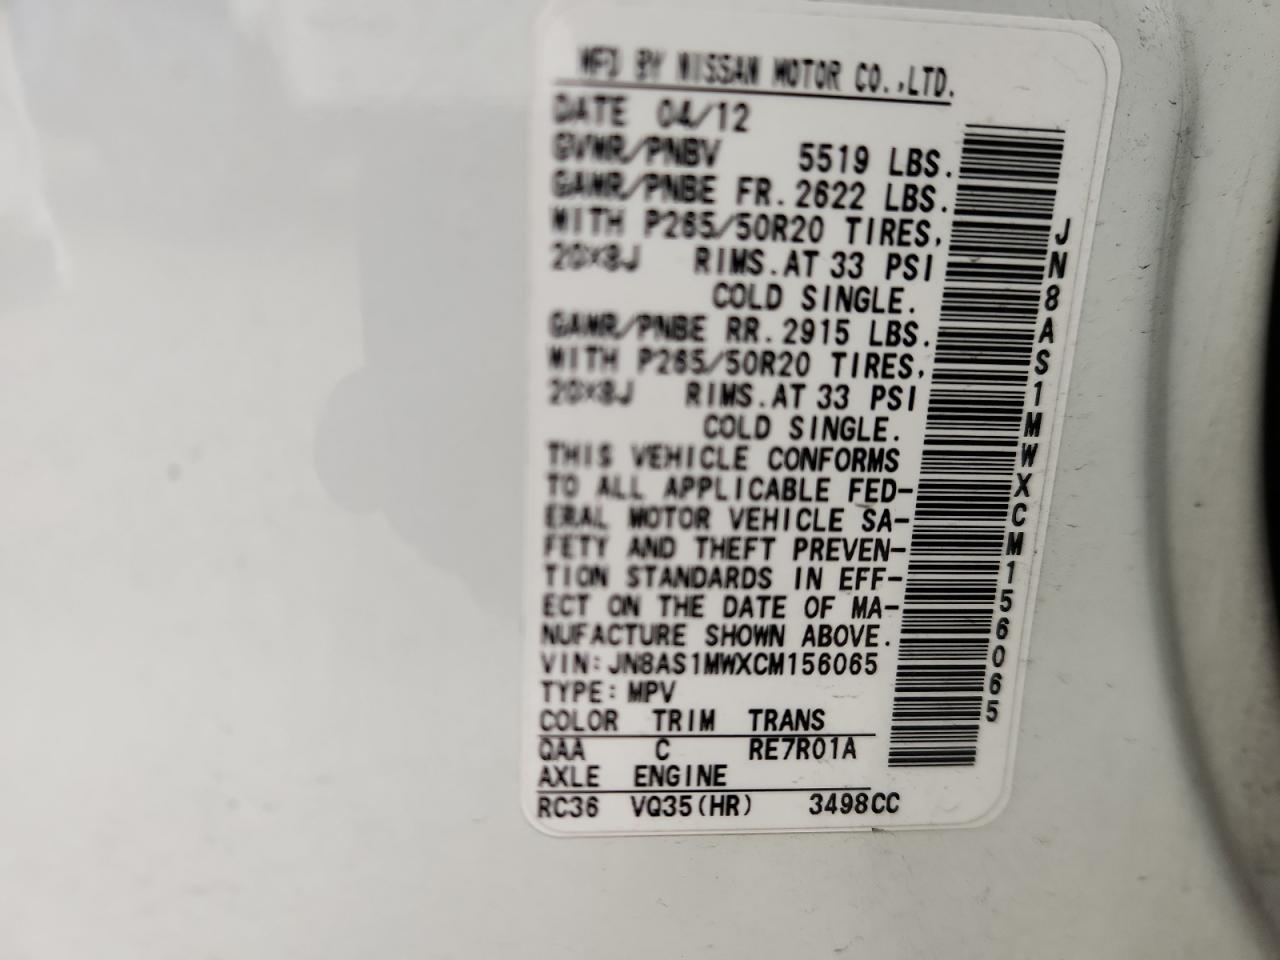 MFD BY NISSAN MOTOR CO.,LTD.
DATE 04/12
GVWR/PNBV 5519 LBS.
GAWR/PNBE FR. 2622 LBS.
WITH P265/50R20 TIRES,
20×8J RIMS. AT 33 PSI
COLD SINGLE.
GAWR/PNBE RR. 2915 LBS.
WITH P265/50R20 TIRES,
20×8J RIMS. AT 33 PSI
COLD SINGLE.
THIS VEHICLE CONFORMS
TO ALL APPLICABLE FED-
ERAL MOTOR VEHICLE SA-
FETY AND THEFT PREVEN-
TION STANDARDS IN EFF-
ECT ON THE DATE OF MA-
NUFACTURE SHOWN ABOVE.
VIN: JN8AS1MWXCM156065
TYPE: MPV
COLOR TRIM TRANS
QAA C RE7R01A
AXLE ENGINE
RC36 VQ35(HR) 3498CC
JN8AS1MWXCM156065